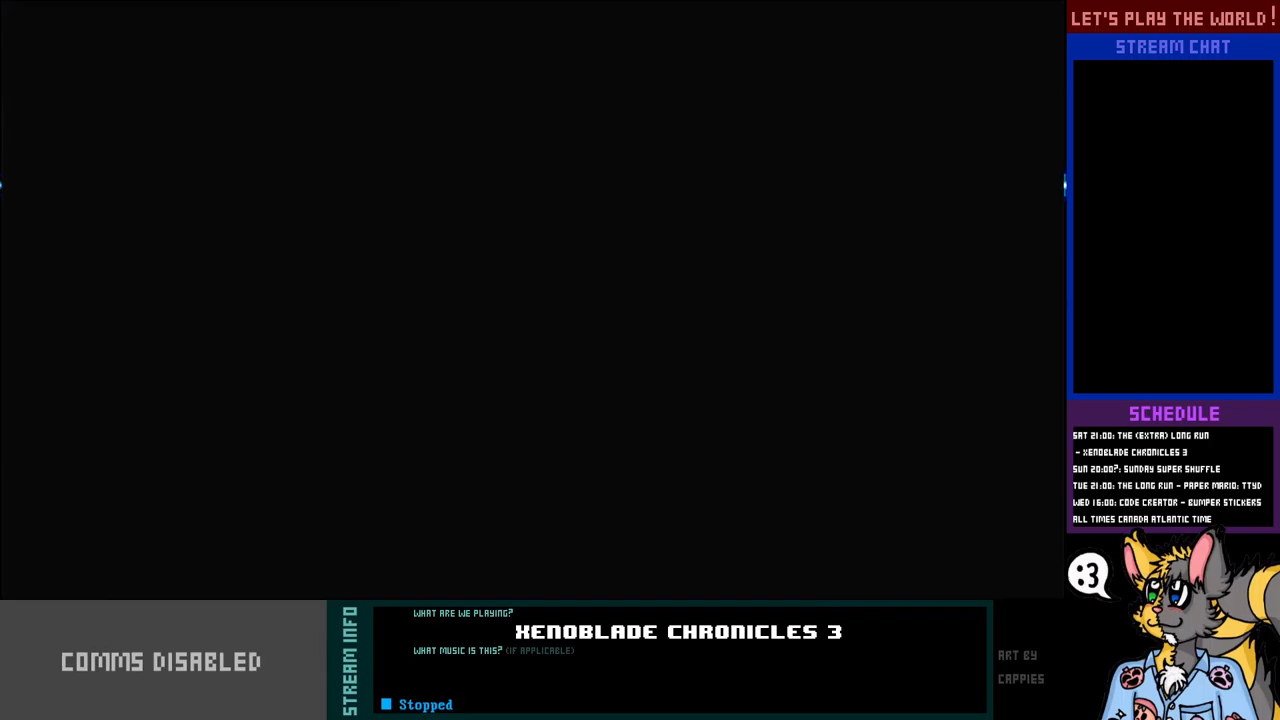 LET'S PLAY THE WORLD!
STREAM CHAT
SCHEDULE
SAT 21:00: THE (EXTRA) LONG RUN
- XENOBLADE CHRONICLES 3
SUN 20:00?: SUNDAY SUPER SHUFFLE
TUE 21:00: THE LONG RUN - PAPER MARIO: TTYD
WED 16:00: CODE CREATOR - BUMPER STICKERS
ALL TIMES CANADA ATLANTIC TIME
:3
COMMS DISABLED
STREAM INFO
WHAT ARE WE PLAYING?
XENOBLADE CHRONICLES 3
WHAT MUSIC IS THIS? (IF APPLICABLE)
Stopped
ART BY
CAPPIES